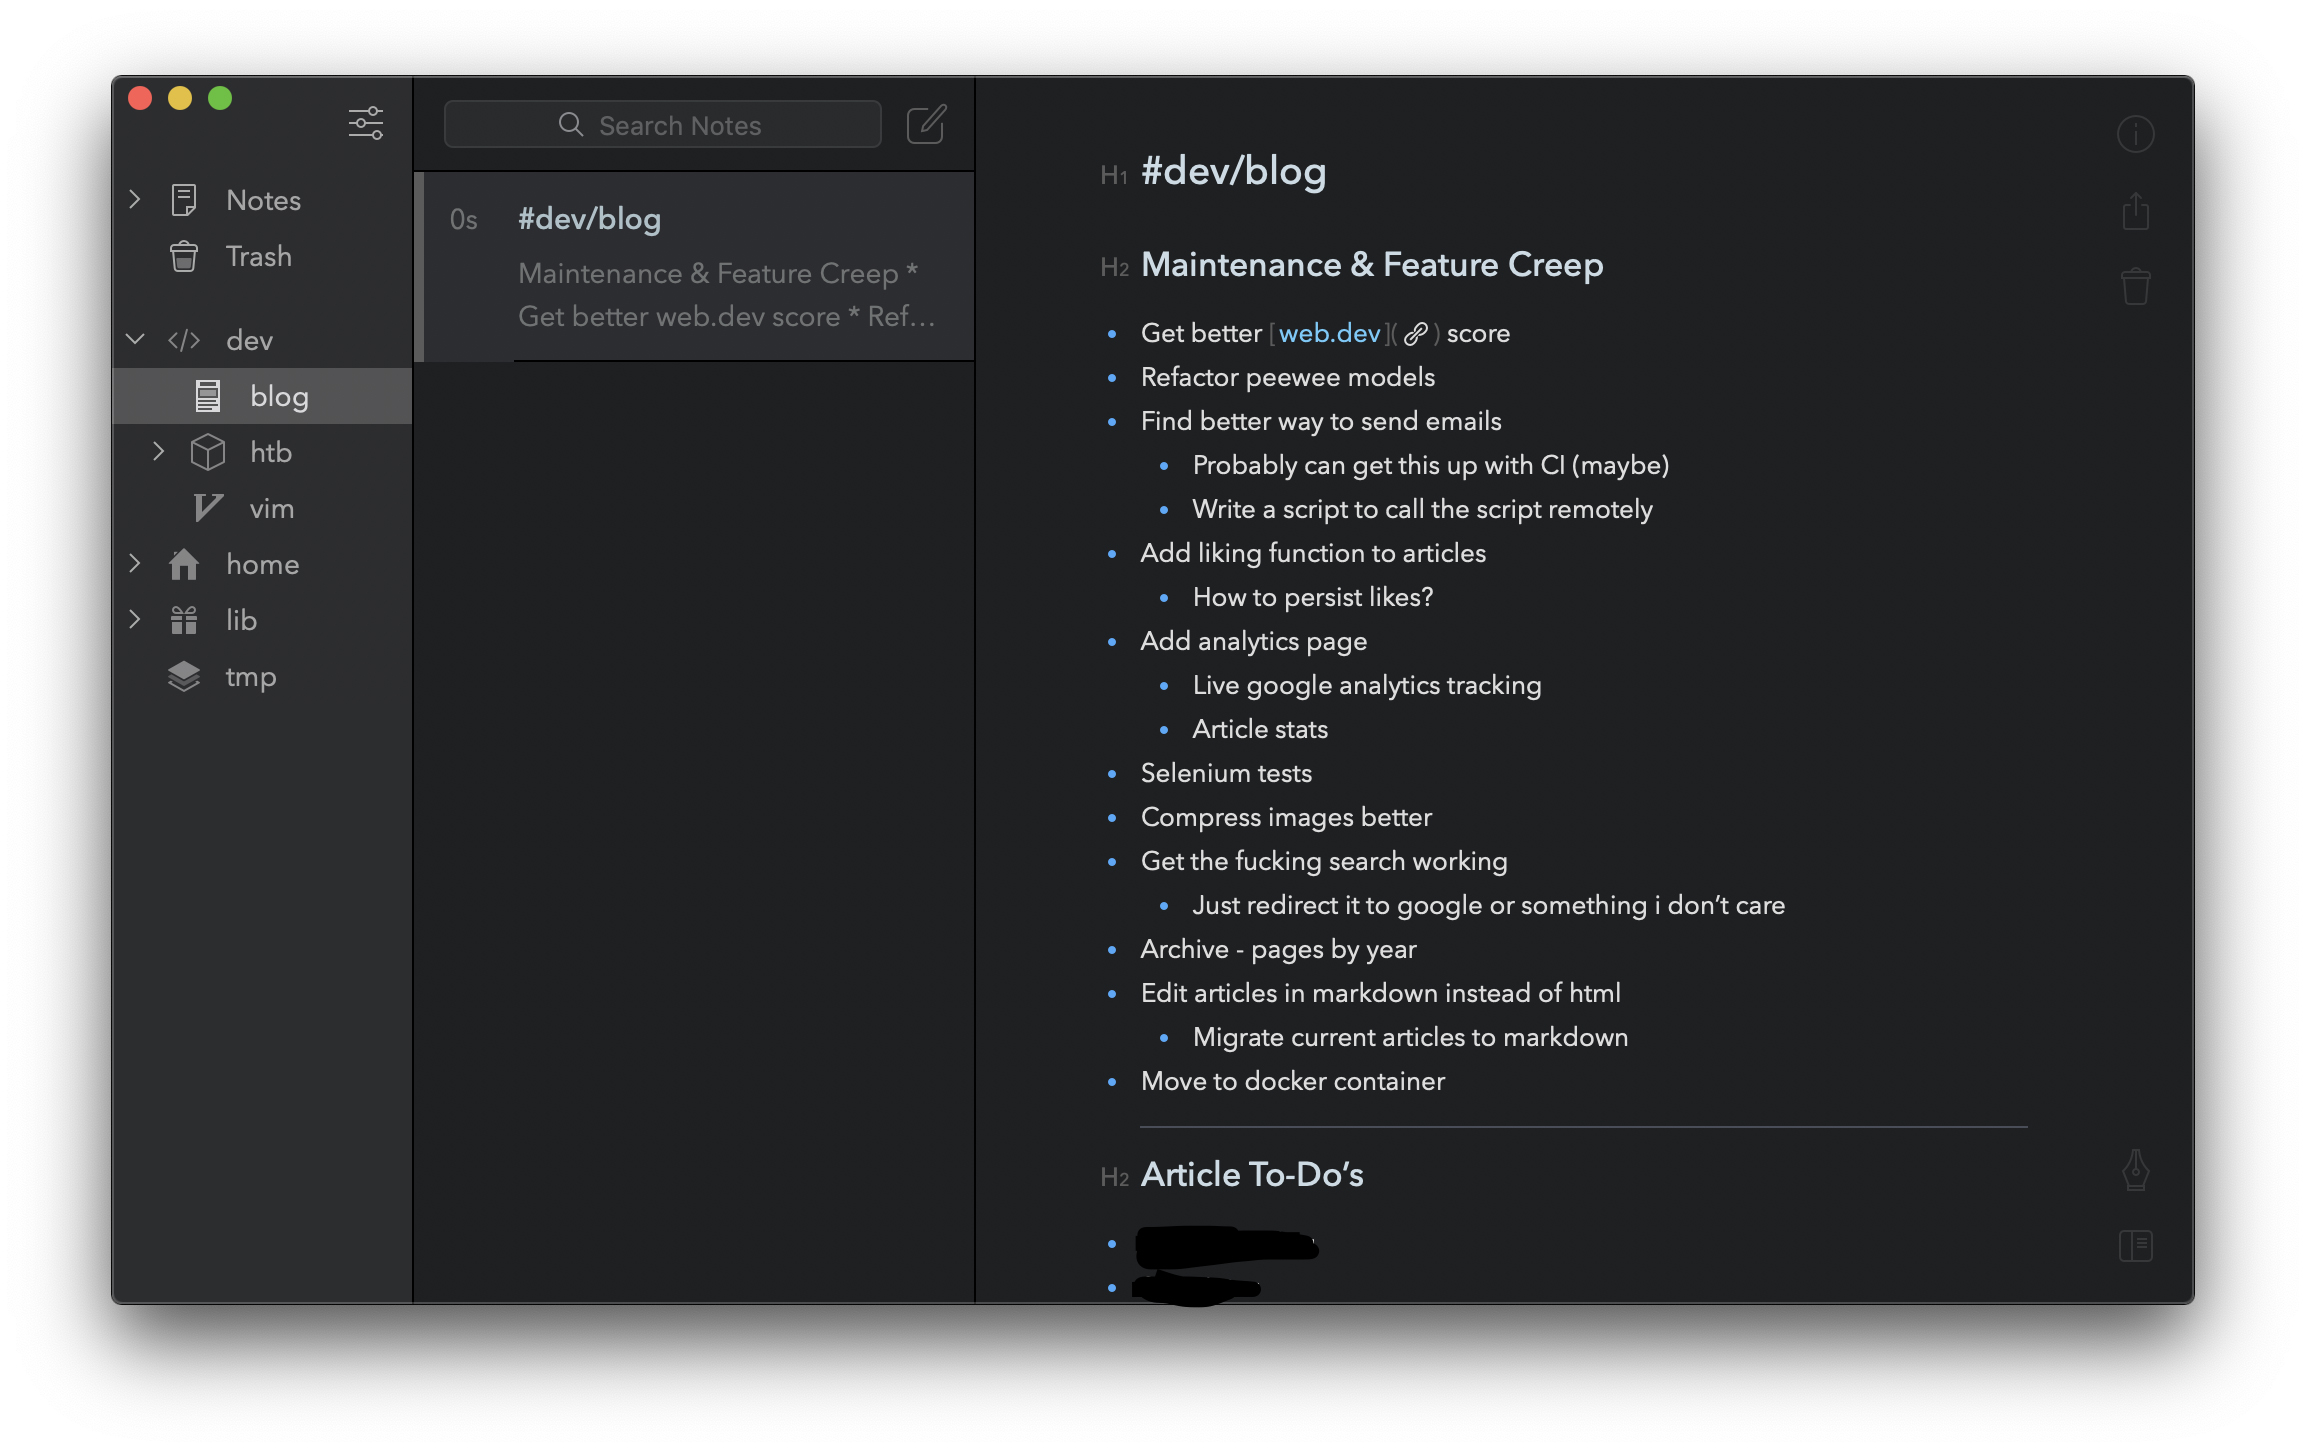 Notes
Trash
dev
blog
htb
vim
home
lib
tmp
Search Notes
0s #dev/blog
Maintenance & Feature Creep *
Get better web.dev score * Ref...
H1 #dev/blog
H2 Maintenance & Feature Creep
• Get better [web.dev]() score
• Refactor peewee models
• Find better way to send emails
• Probably can get this up with CI (maybe)
• Write a script to call the script remotely
• Add liking function to articles
• How to persist likes?
• Add analytics page
• Live google analytics tracking
• Article stats
• Selenium tests
• Compress images better
• Get the fucking search working
• Just redirect it to google or something i don’t care
• Archive - pages by year
• Edit articles in markdown instead of html
• Migrate current articles to markdown
• Move to docker container
H2 Article To-Do’s